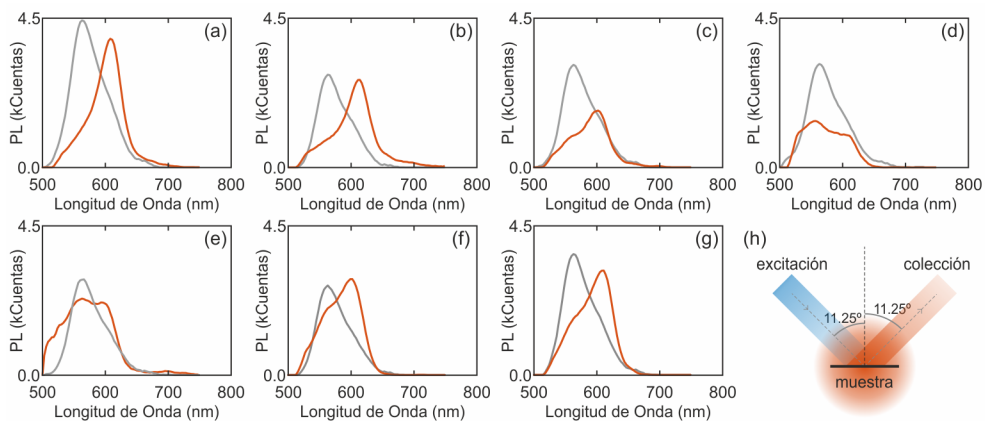 (a)
4.5
PL (kCuentas)
0.0
500 600 700 800
Longitud de Onda (nm)
(b)
4.5
PL (kCuentas)
0.0
500 600 700 800
Longitud de Onda (nm)
(c)
4.5
PL (kCuentas)
0.0
500 600 700 800
Longitud de Onda (nm)
(d)
4.5
PL (kCuentas)
0.0
500 600 700 800
Longitud de Onda (nm)
(e)
4.5
PL (kCuentas)
0.0
500 600 700 800
Longitud de Onda (nm)
(f)
4.5
PL (kCuentas)
0.0
500 600 700 800
Longitud de Onda (nm)
(g)
4.5
PL (kCuentas)
0.0
500 600 700 800
Longitud de Onda (nm)
(h)
excitación colección
11.25º 11.25º
muestra